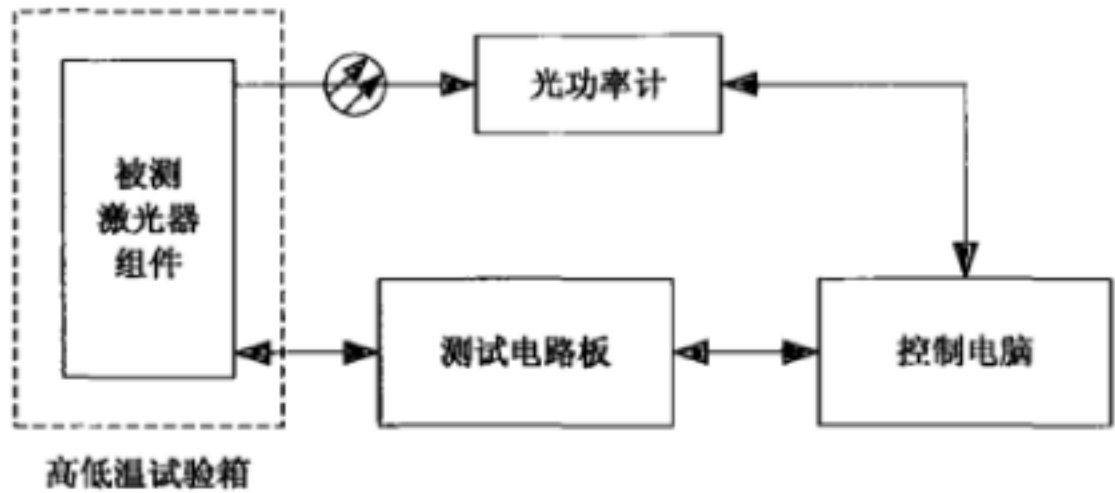 光功率计
被测
激光器
组件
测试电路板
控制电脑
高低温试验箱